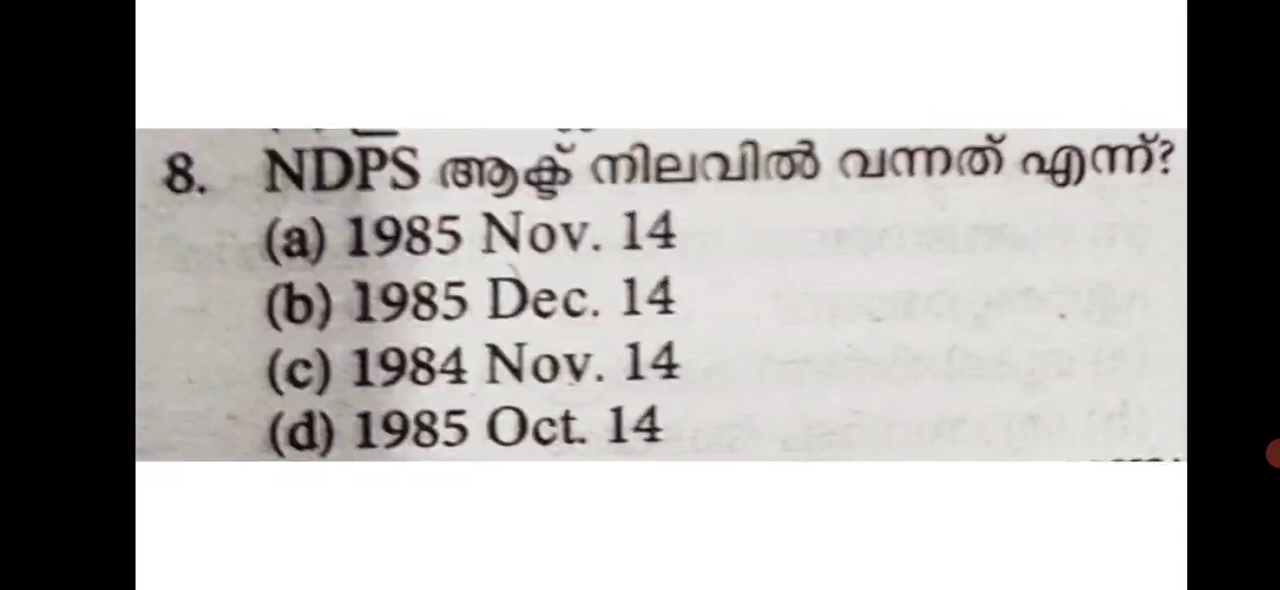 8. NDPS ആക്ട് നിലവിൽ വന്നത് എന്ന്?
(a) 1985 Nov. 14
(b) 1985 Dec. 14
(c) 1984 Nov. 14
(d) 1985 Oct. 14